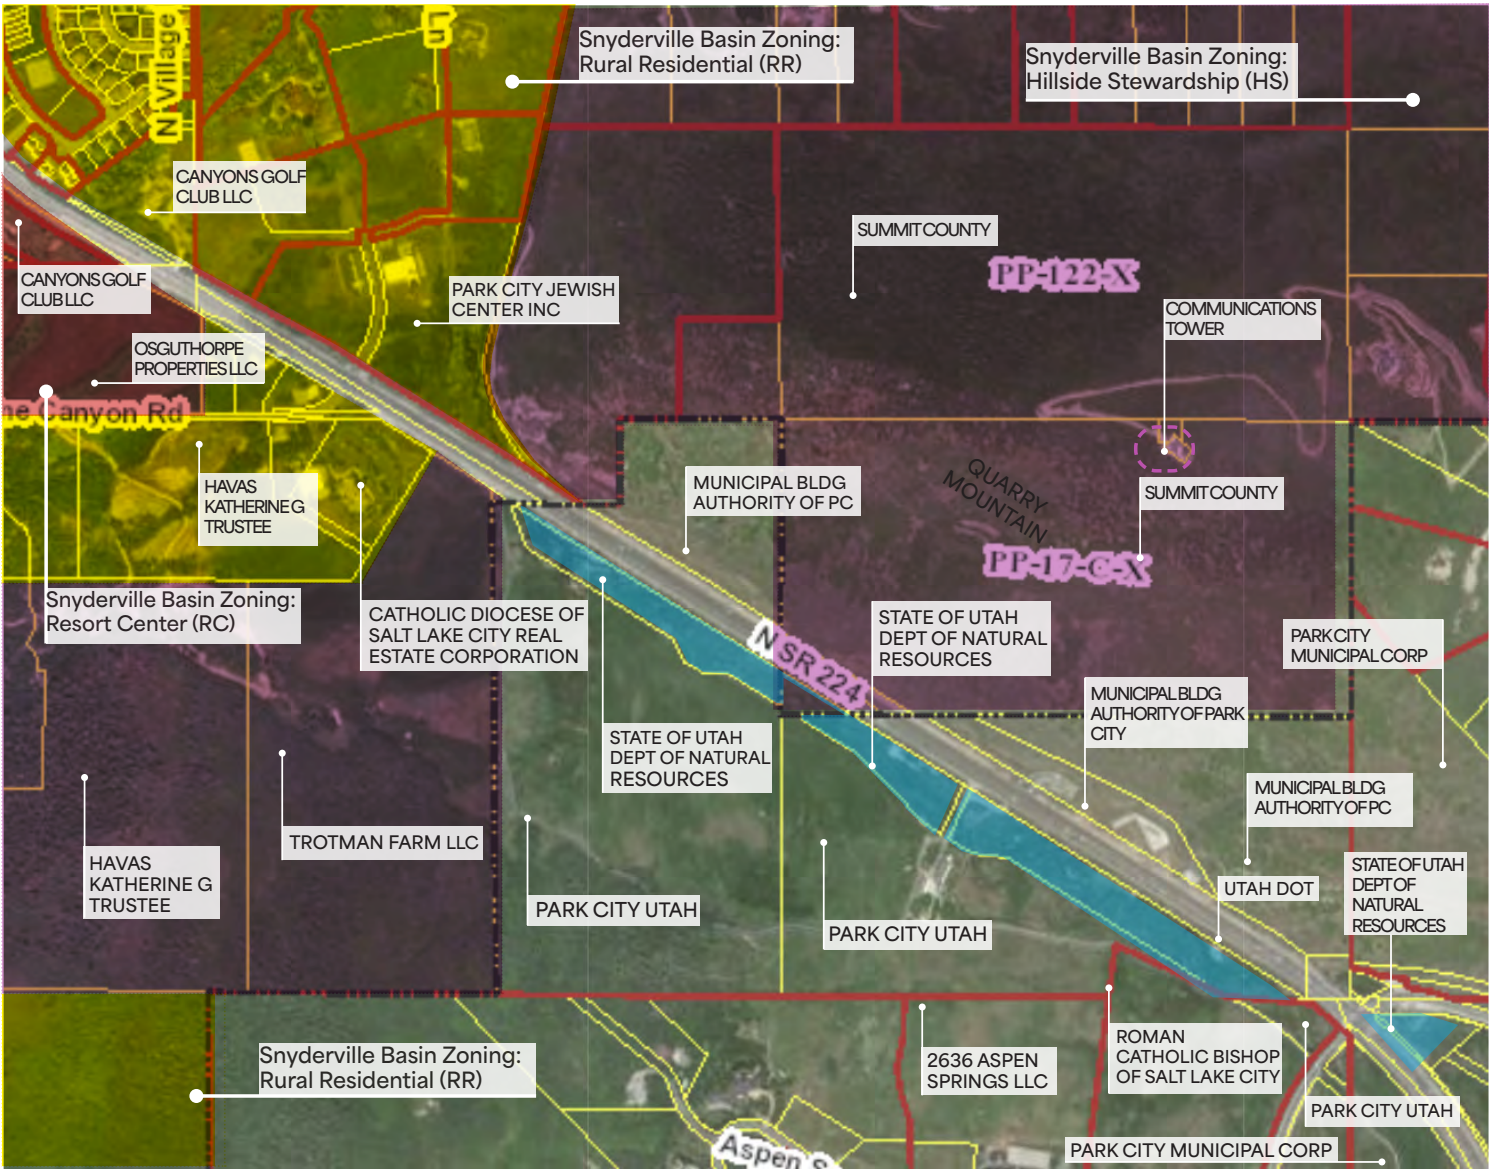 N Village
Ln
Snyderville Basin Zoning:
Rural Residential (RR)
Snyderville Basin Zoning:
Hillside Stewardship (HS)
CANYONS GOLF
CLUB LLC
SUMMIT COUNTY
PP-122-X
CANYONS GOLF
CLUB LLC
PARK CITY JEWISH
CENTER INC
COMMUNICATIONS
TOWER
OSGUTHORPE
PROPERTIES LLC
ne Canyon Rd
HAVAS
KATHERINE G
TRUSTEE
MUNICIPAL BLDG
AUTHORITY OF PC
QUARRY
MOUNTAIN
SUMMIT COUNTY
PP-17-C-X
Snyderville Basin Zoning:
Resort Center (RC)
CATHOLIC DIOCESE OF
SALT LAKE CITY REAL
ESTATE CORPORATION
N SR 224
STATE OF UTAH
DEPT OF NATURAL
RESOURCES
PARK CITY
MUNICIPAL CORP
MUNICIPAL BLDG
AUTHORITY OF PARK
CITY
STATE OF UTAH
DEPT OF NATURAL
RESOURCES
MUNICIPAL BLDG
AUTHORITY OF PC
TROTMAN FARM LLC
HAVAS
KATHERINE G
TRUSTEE
PARK CITY UTAH
PARK CITY UTAH
UTAH DOT
STATE OF UTAH
DEPT OF
NATURAL
RESOURCES
Snyderville Basin Zoning:
Rural Residential (RR)
2636 ASPEN
SPRINGS LLC
ROMAN
CATHOLIC BISHOP
OF SALT LAKE CITY
PARK CITY UTAH
Aspen S
PARK CITY MUNICIPAL CORP